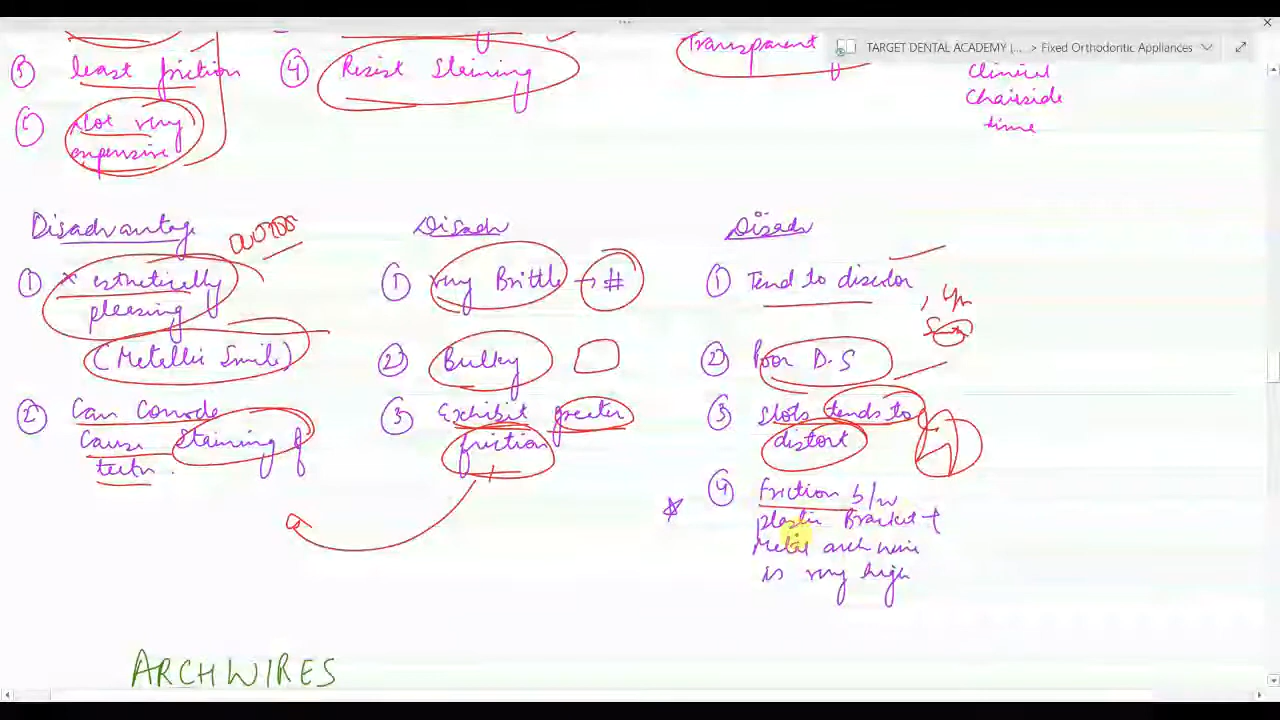 TARGET DENTAL ACADEMY (... > Fixed Orthodontic Appliances
③ least friction
not very
expensive
④ Resist Staining
Transparent
Clinical
Chairside
time
Disadvantage
① × esthetically
pleasing
(Metallic Smile)
② Can Corrode
Cause Staining of
teeth.
Disadv
① very Brittle → #
② Bulky
③ Exhibit greater
friction
Disadv
① Tend to discolor
② Poor D.S
③ Slots tends to
distort
④ Friction b/w
plastic Bracket +
Metal arch wire
is very high
ARCHWIRES